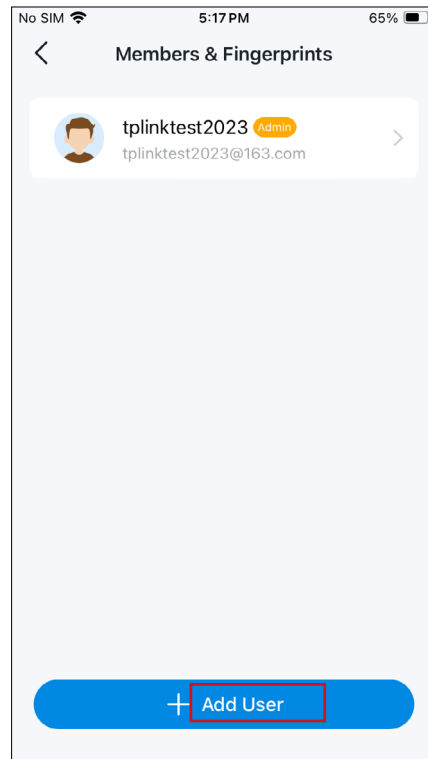 No SIM 5:17 PM 65%
Members & Fingerprints
tplinktest2023 Admin
tplinktest2023@163.com
Add User